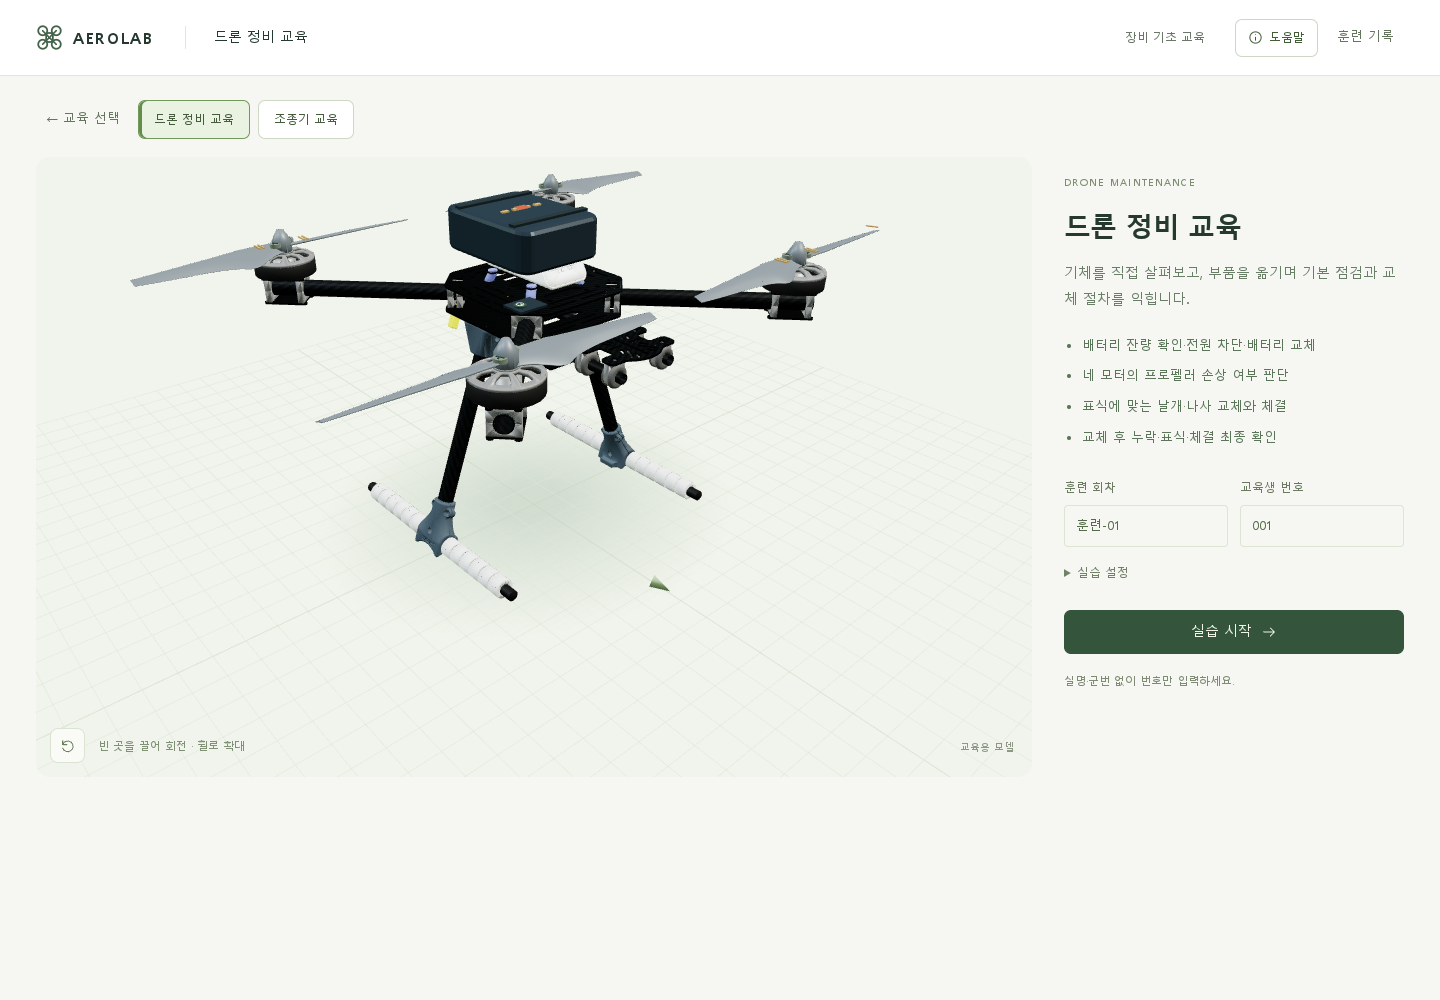 AEROLAB
드론 정비 교육
장비 기초 교육
도움말
훈련 기록
← 교육 선택
드론 정비 교육
조종기 교육
DRONE MAINTENANCE
드론 정비 교육
기체를 직접 살펴보고, 부품을 옮기며 기본 점검과 교
체 절차를 익힙니다.
배터리 잔량 확인·전원 차단·배터리 교체
네 모터의 프로펠러 손상 여부 판단
표식에 맞는 날개·나사 교체와 체결
교체 후 누락·표식·체결 최종 확인
훈련 회차
교육생 번호
훈련-01
001
실습 설정
실습 시작 →
실명·군번 없이 번호만 입력하세요.
빈 곳을 끌어 회전 · 휠로 확대
교육용 모델